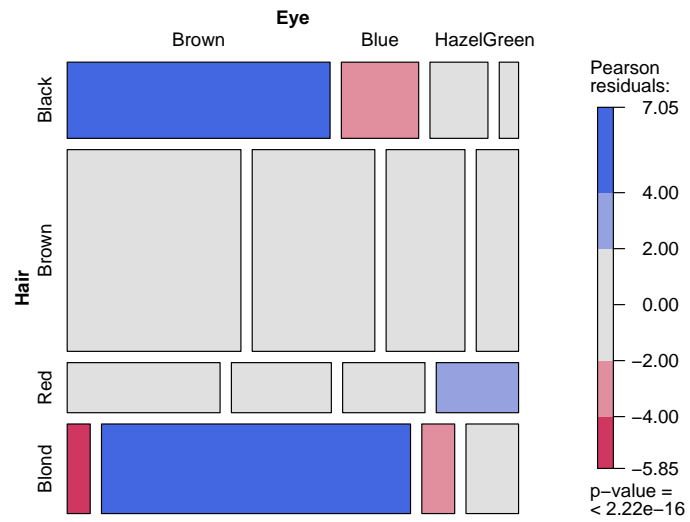 Eye
Brown Blue HazelGreen
Hair
Black
Brown
Red
Blond
Pearson
residuals:
7.05
4.00
2.00
0.00
−2.00
−4.00
−5.85
p−value =
< 2.22e−16